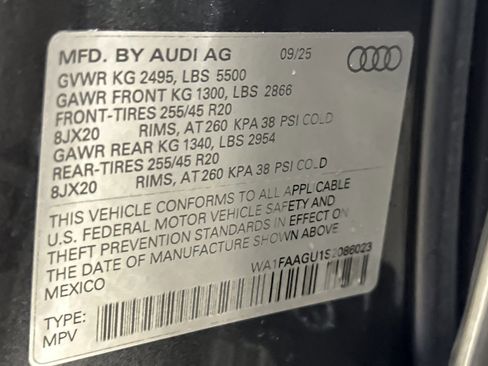 MFD. BY AUDI AG 09/25
GVWR KG 2495, LBS 5500
GAWR FRONT KG 1300, LBS 2866
FRONT-TIRES 255/45 R20
8JX20 RIMS, AT 260 KPA 38 PSI COLD
GAWR REAR KG 1340, LBS 2954
REAR-TIRES 255/45 R20
8JX20 RIMS, AT 260 KPA 38 PSI COLD
THIS VEHICLE CONFORMS TO ALL APPL CABLE
U.S. FEDERAL MOTOR VEHICLE SAFETY AND
THEFT PREVENTION STANDARDS IN EFFECT ON
THE DATE OF MANUFACTURE SHOWN ABOVE
MEXICO
TYPE:
MPV